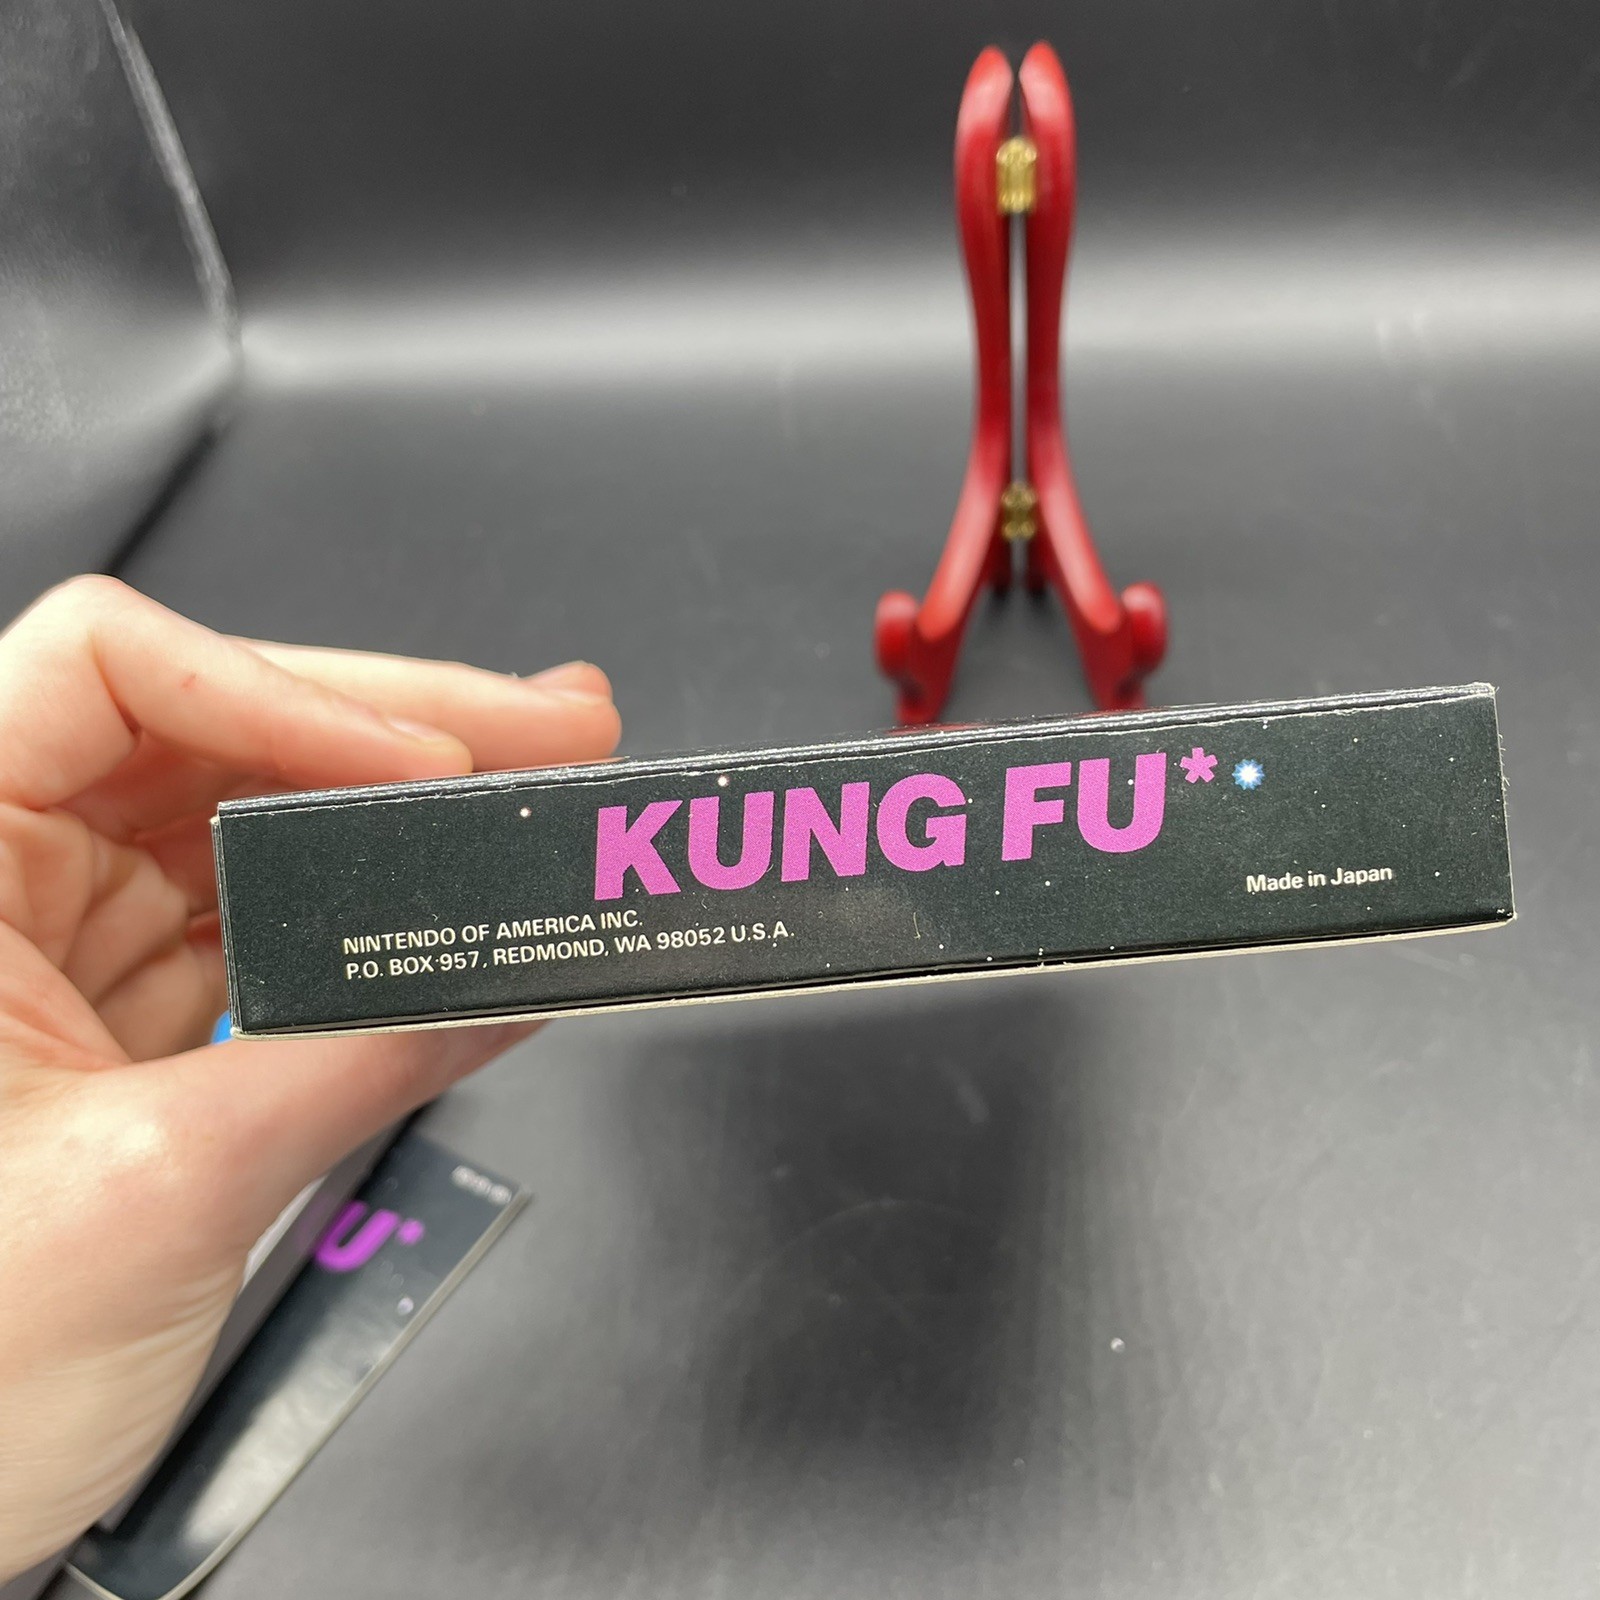 KUNG FU*
NINTENDO OF AMERICA INC.
P.O. BOX 957, REDMOND, WA 98052 U.S.A.
Made in Japan
U*